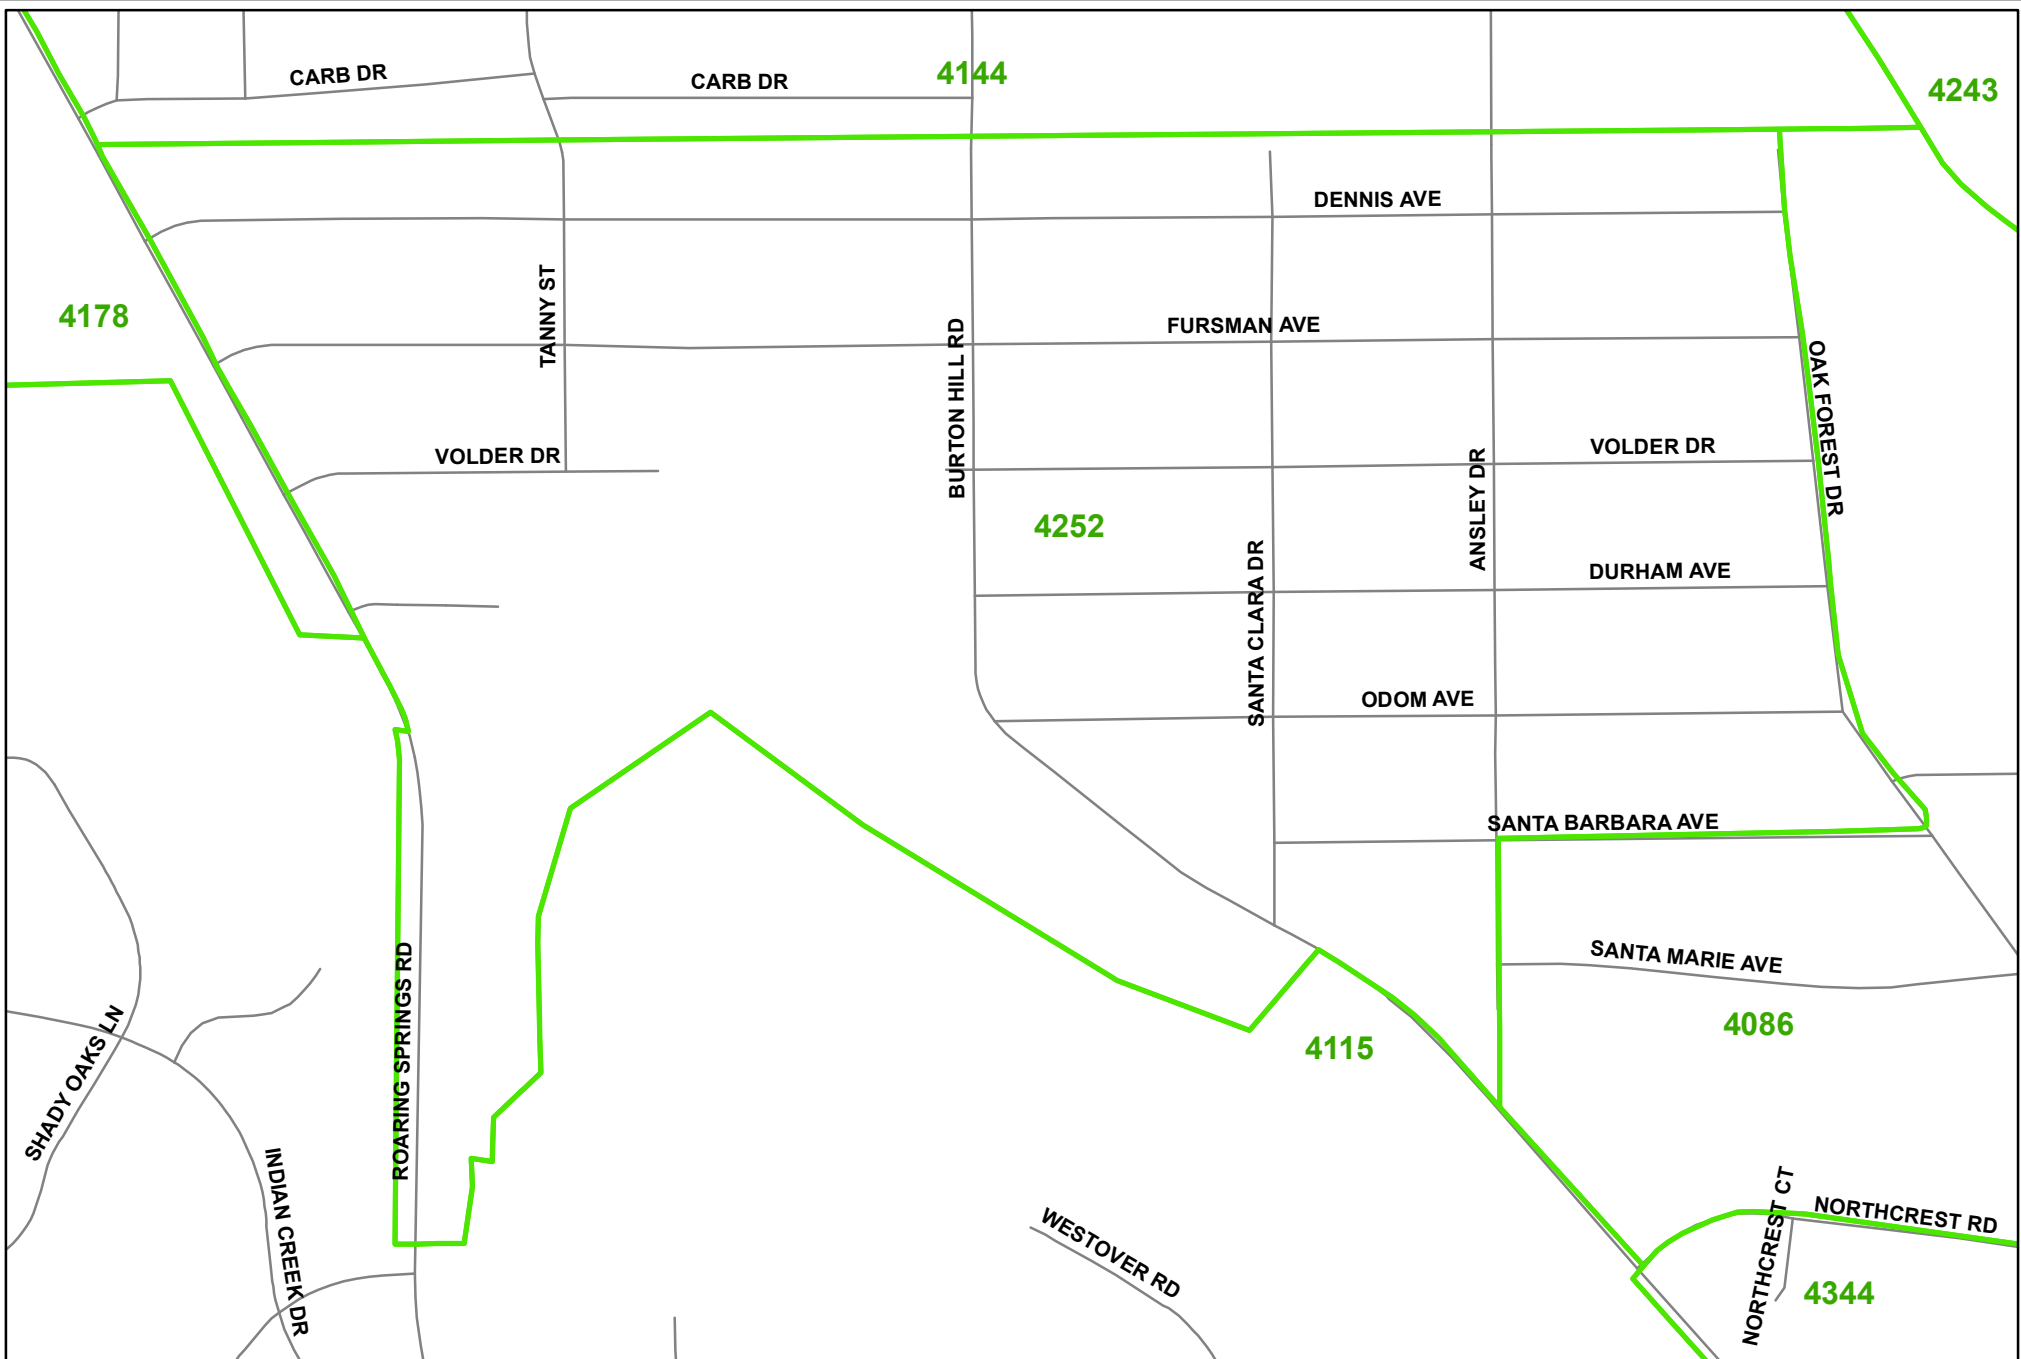 CARB DR
CARB DR
4144
4243
DENNIS AVE
4178
TANNY ST
FURSMAN AVE
BURTON HILL RD
OAK FOREST DR
VOLDER DR
VOLDER DR
ANSLEY DR
4252
SANTA CLARA DR
DURHAM AVE
ODOM AVE
SANTA BARBARA AVE
ROARING SPRINGS RD
SANTA MARIE AVE
SHADY OAKS LN
4115
4086
INDIAN CREEK DR
WESTOVER RD
NORTHCREST CT
NORTHCREST RD
4344